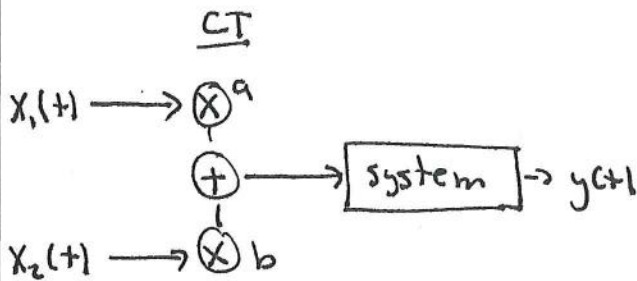 CT
x₁(t) → ⊗ a
+ → system → y(t)
x₂(t) → ⊗ b